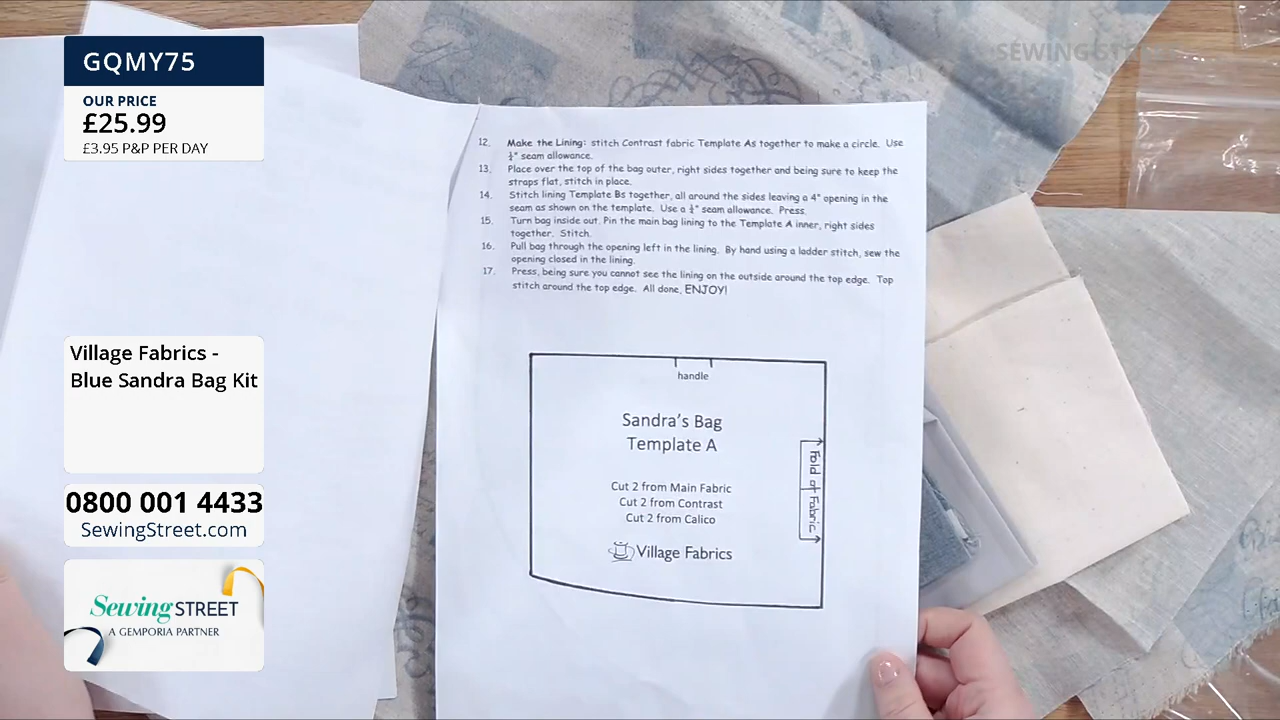 GQMY75
OUR PRICE
£25.99
£3.95 P&P PER DAY
Village Fabrics -
Blue Sandra Bag Kit
0800 001 4433
SewingStreet.com
Sewing STREET
A GEMPORIA PARTNER
SEWING STREET
12. Make the Lining: stitch Contrast fabric Template As together to make a circle. Use
¼" seam allowance.
13. Place over the top of the bag outer, right sides together and being sure to keep the
straps flat, stitch in place.
14. Stitch lining Template Bs together, all around the sides leaving a 4" opening in the
seam as shown on the template. Use a ¼" seam allowance. Press.
15. Turn bag inside out. Pin the main bag lining to the Template A inner, right sides
together. Stitch.
16. Pull bag through the opening left in the lining. By hand using a ladder stitch, sew the
opening closed in the lining.
17. Press, being sure you cannot see the lining on the outside around the top edge. Top
stitch around the top edge. All done, ENJOY!
handle
Sandra's Bag
Template A
Cut 2 from Main Fabric
Cut 2 from Contrast
Cut 2 from Calico
Village Fabrics
Fold of Fabric